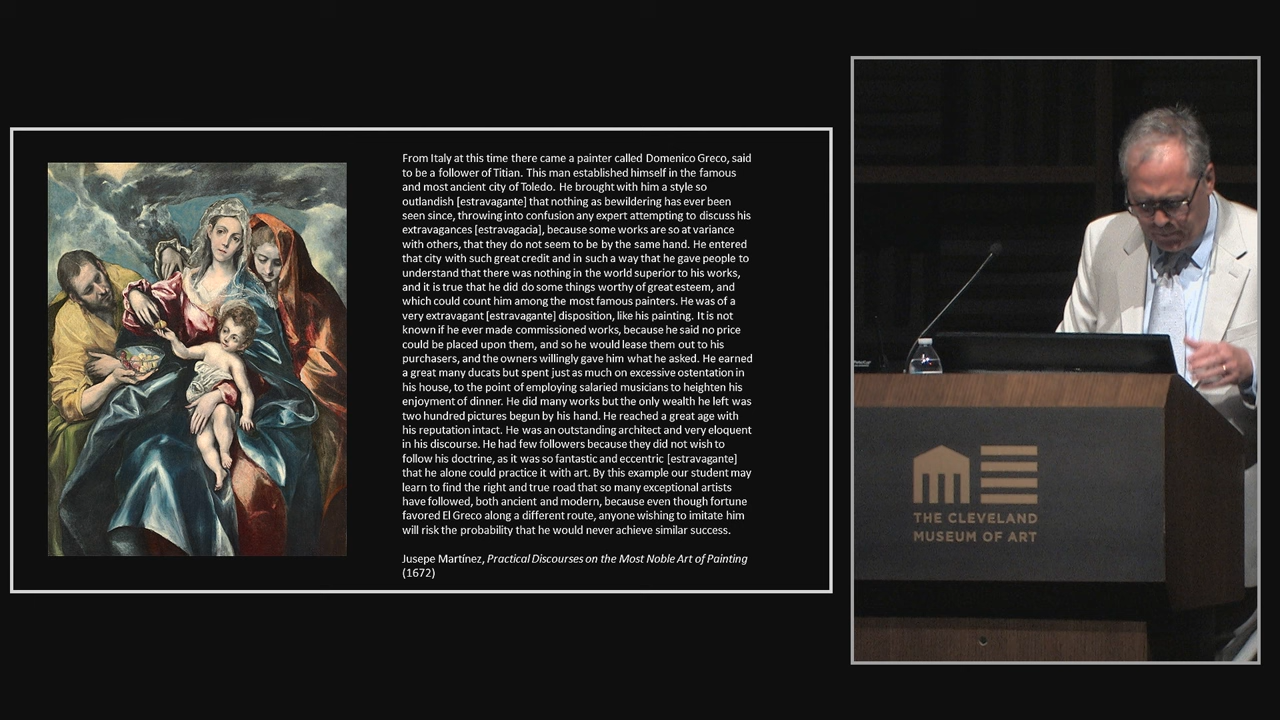 From Italy at this time there came a painter called Domenico Greco, said
to be a follower of Titian. This man established himself in the famous
and most ancient city of Toledo. He brought with him a style so
outlandish [estravagante] that nothing as bewildering has ever been
seen since, throwing into confusion any expert attempting to discuss his
extravagances [estravagacia], because some works are so at variance
with others, that they do not seem to be by the same hand. He entered
that city with such great credit and in such a way that he gave people to
understand that there was nothing in the world superior to his works,
and it is true that he did do some things worthy of great esteem, and
which could count him among the most famous painters. He was of a
very extravagant [estravagante] disposition, like his painting. It is not
known if he ever made commissioned works, because he said no price
could be placed upon them, and so he would lease them out to his
purchasers, and the owners willingly gave him what he asked. He earned
a great many ducats but spent just as much on excessive ostentation in
his house, to the point of employing salaried musicians to heighten his
enjoyment of dinner. He did many works but the only wealth he left was
two hundred pictures begun by his hand. He reached a great age with
his reputation intact. He was an outstanding architect and very eloquent
in his discourse. He had few followers because they did not wish to
follow his doctrine, as it was so fantastic and eccentric [estravagante]
that he alone could practice it with art. By this example our student may
learn to find the right and true road that so many exceptional artists
have followed, both ancient and modern, because even though fortune
favored El Greco along a different route, anyone wishing to imitate him
will risk the probability that he would never achieve similar success.
Jusepe Martínez, Practical Discourses on the Most Noble Art of Painting
(1672)
THE CLEVELAND
MUSEUM OF ART